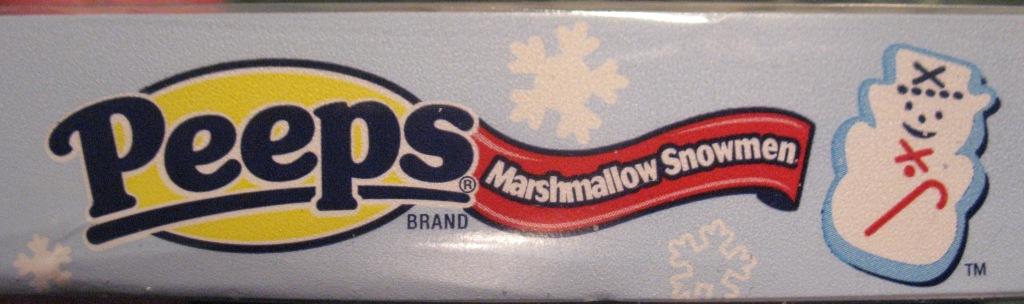 Peeps®
BRAND
Marshmallow Snowmen
TM